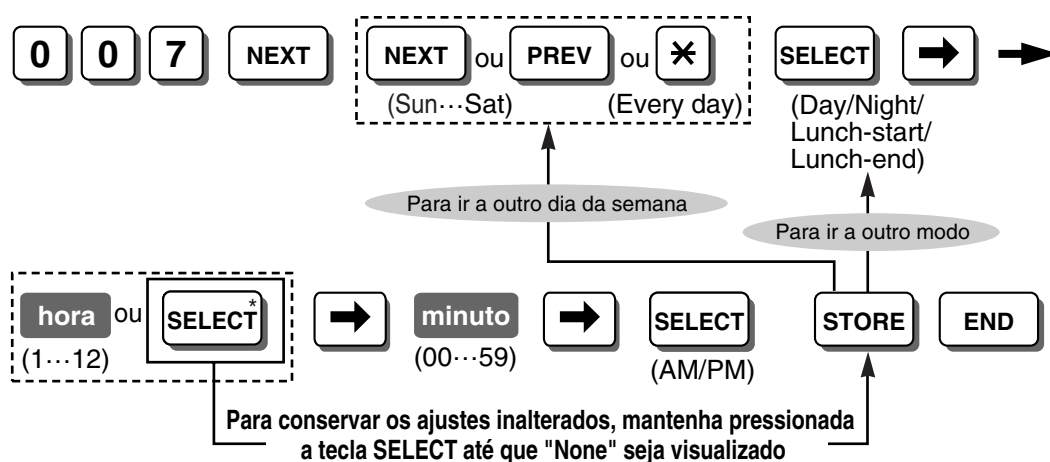 0 0 7 NEXT NEXT ou PREV ou ✕ SELECT ➡ ➡
(Sun···Sat) (Every day) (Day/Night/
Lunch-start/
Lunch-end)
Para ir a outro dia da semana
Para ir a outro modo
hora ou SELECT* ➡ minuto ➡ SELECT STORE END
(1···12) (00···59) (AM/PM)
Para conservar os ajustes inalterados, mantenha pressionada
a tecla SELECT até que "None" seja visualizado